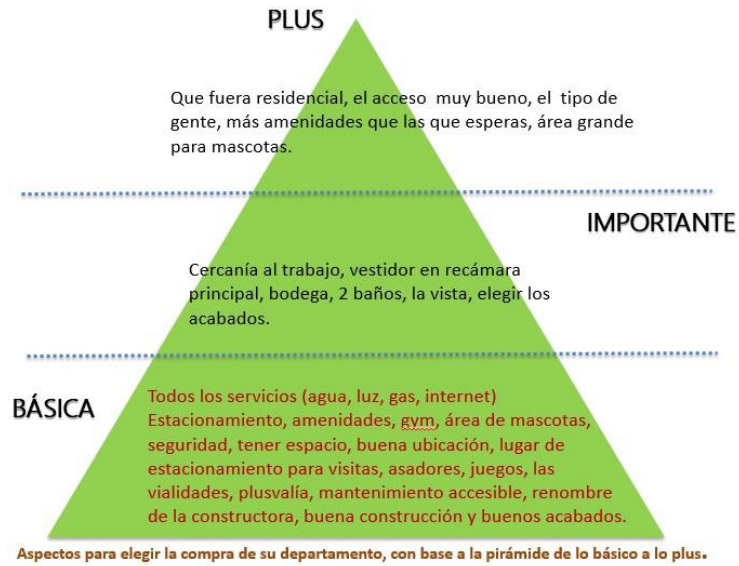 PLUS
Que fuera residencial, el acceso muy bueno, el tipo de
gente, más amenidades que las que esperas, área grande
para mascotas.
IMPORTANTE
Cercanía al trabajo, vestidor en recámara
principal, bodega, 2 baños, la vista, elegir los
acabados.
BÁSICA
Todos los servicios (agua, luz, gas, internet)
Estacionamiento, amenidades, gym, área de mascotas,
seguridad, tener espacio, buena ubicación, lugar de
estacionamiento para visitas, asadores, juegos, las
vialidades, plusvalía, mantenimiento accesible, renombre
de la constructora, buena construcción y buenos acabados.
Aspectos para elegir la compra de su departamento, con base a la pirámide de lo básico a lo plus.